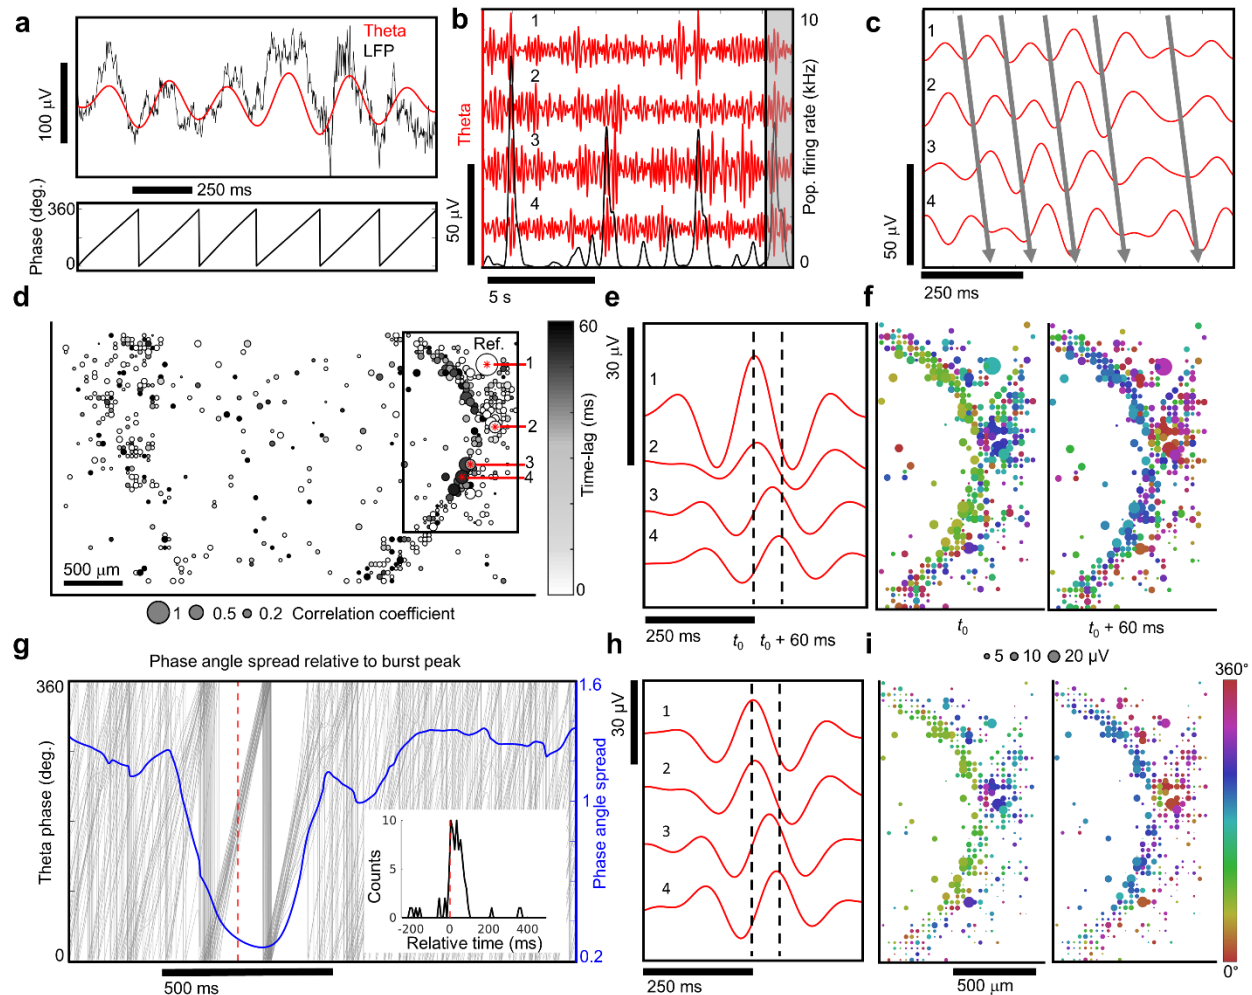 a
Theta
LFP
100 µV
250 ms
Phase (deg.)
360
0
b
Theta
50 µV
1
2
3
4
10
0
Pop. firing rate (kHz)
5 s
c
1
2
3
4
50 µV
250 ms
d
Ref.
1
2
3
4
500 µm
1 0.5 0.2 Correlation coefficient
60
0
Time-lag (ms)
e
30 µV
1
2
3
4
250 ms
t0 t0 + 60 ms
f
t0
t0 + 60 ms
g
Phase angle spread relative to burst peak
360
0
Theta phase (deg.)
1.6
1
0.2
Phase angle spread
10
5
0
Counts
-200 0 200 400
Relative time (ms)
500 ms
h
30 µV
1
2
3
4
250 ms
i
5 10 20 µV
360°
0°
500 µm